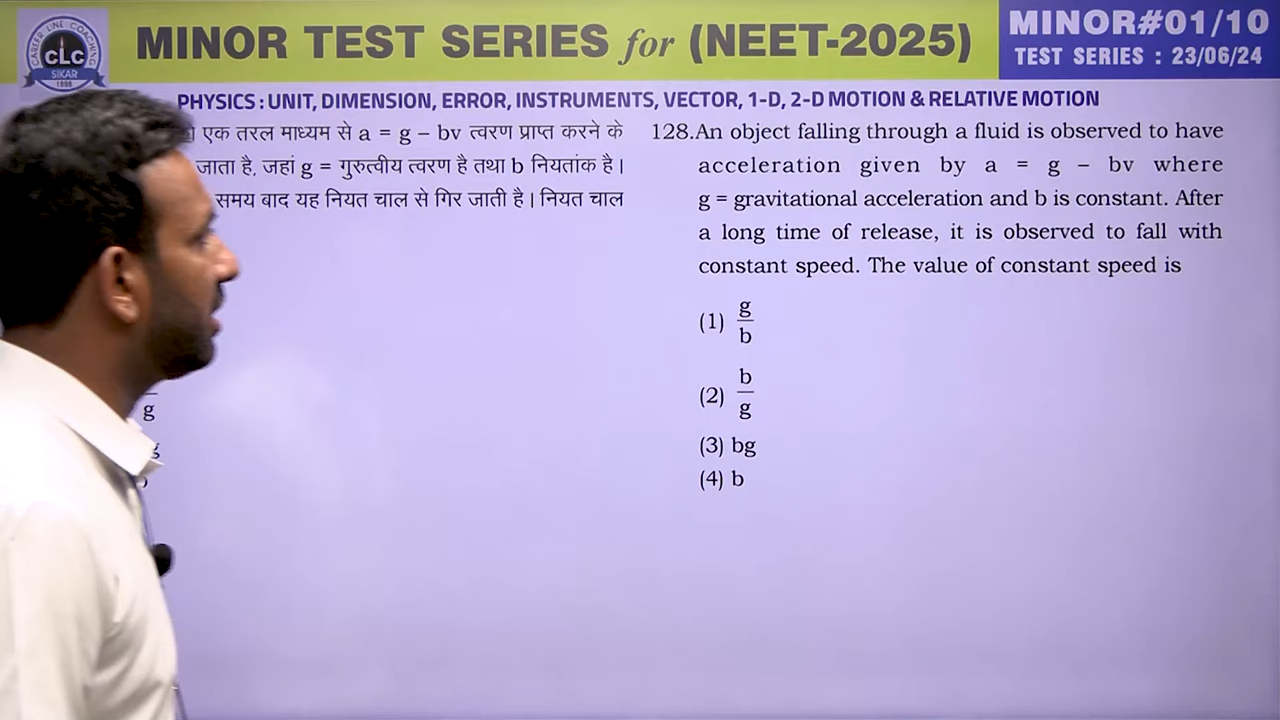 CAREER LINE COACHING
CLC
SIKAR
1996
MINOR TEST SERIES for (NEET-2025)
MINOR#01/10
TEST SERIES : 23/06/24
PHYSICS : UNIT, DIMENSION, ERROR, INSTRUMENTS, VECTOR, 1-D, 2-D MOTION & RELATIVE MOTION
एक तरल माध्यम से a = g – bv त्वरण प्राप्त करने के
जाता है, जहां g = गुरुत्वीय त्वरण है तथा b नियतांक है।
समय बाद यह नियत चाल से गिर जाती है। नियत चाल
g
128.An object falling through a fluid is observed to have
acceleration given by a = g – bv where
g = gravitational acceleration and b is constant. After
a long time of release, it is observed to fall with
constant speed. The value of constant speed is
(1) g/b
(2) b/g
(3) bg
(4) b